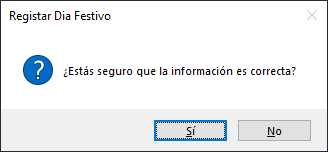 Registar Dia Festivo
¿Estás seguro que la información es correcta?
Sí
No